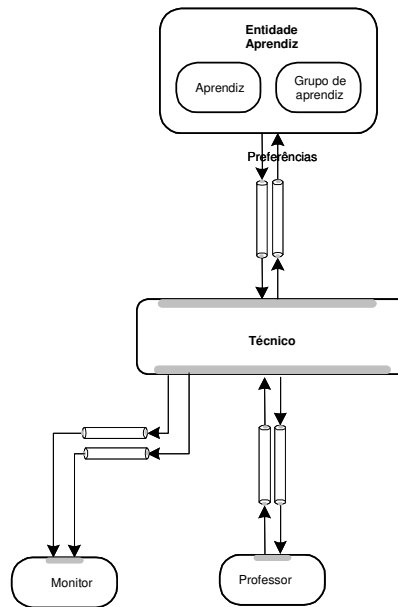 Entidade
Aprendiz
Aprendiz
Grupo de
aprendiz
Preferências
Técnico
Monitor
Professor